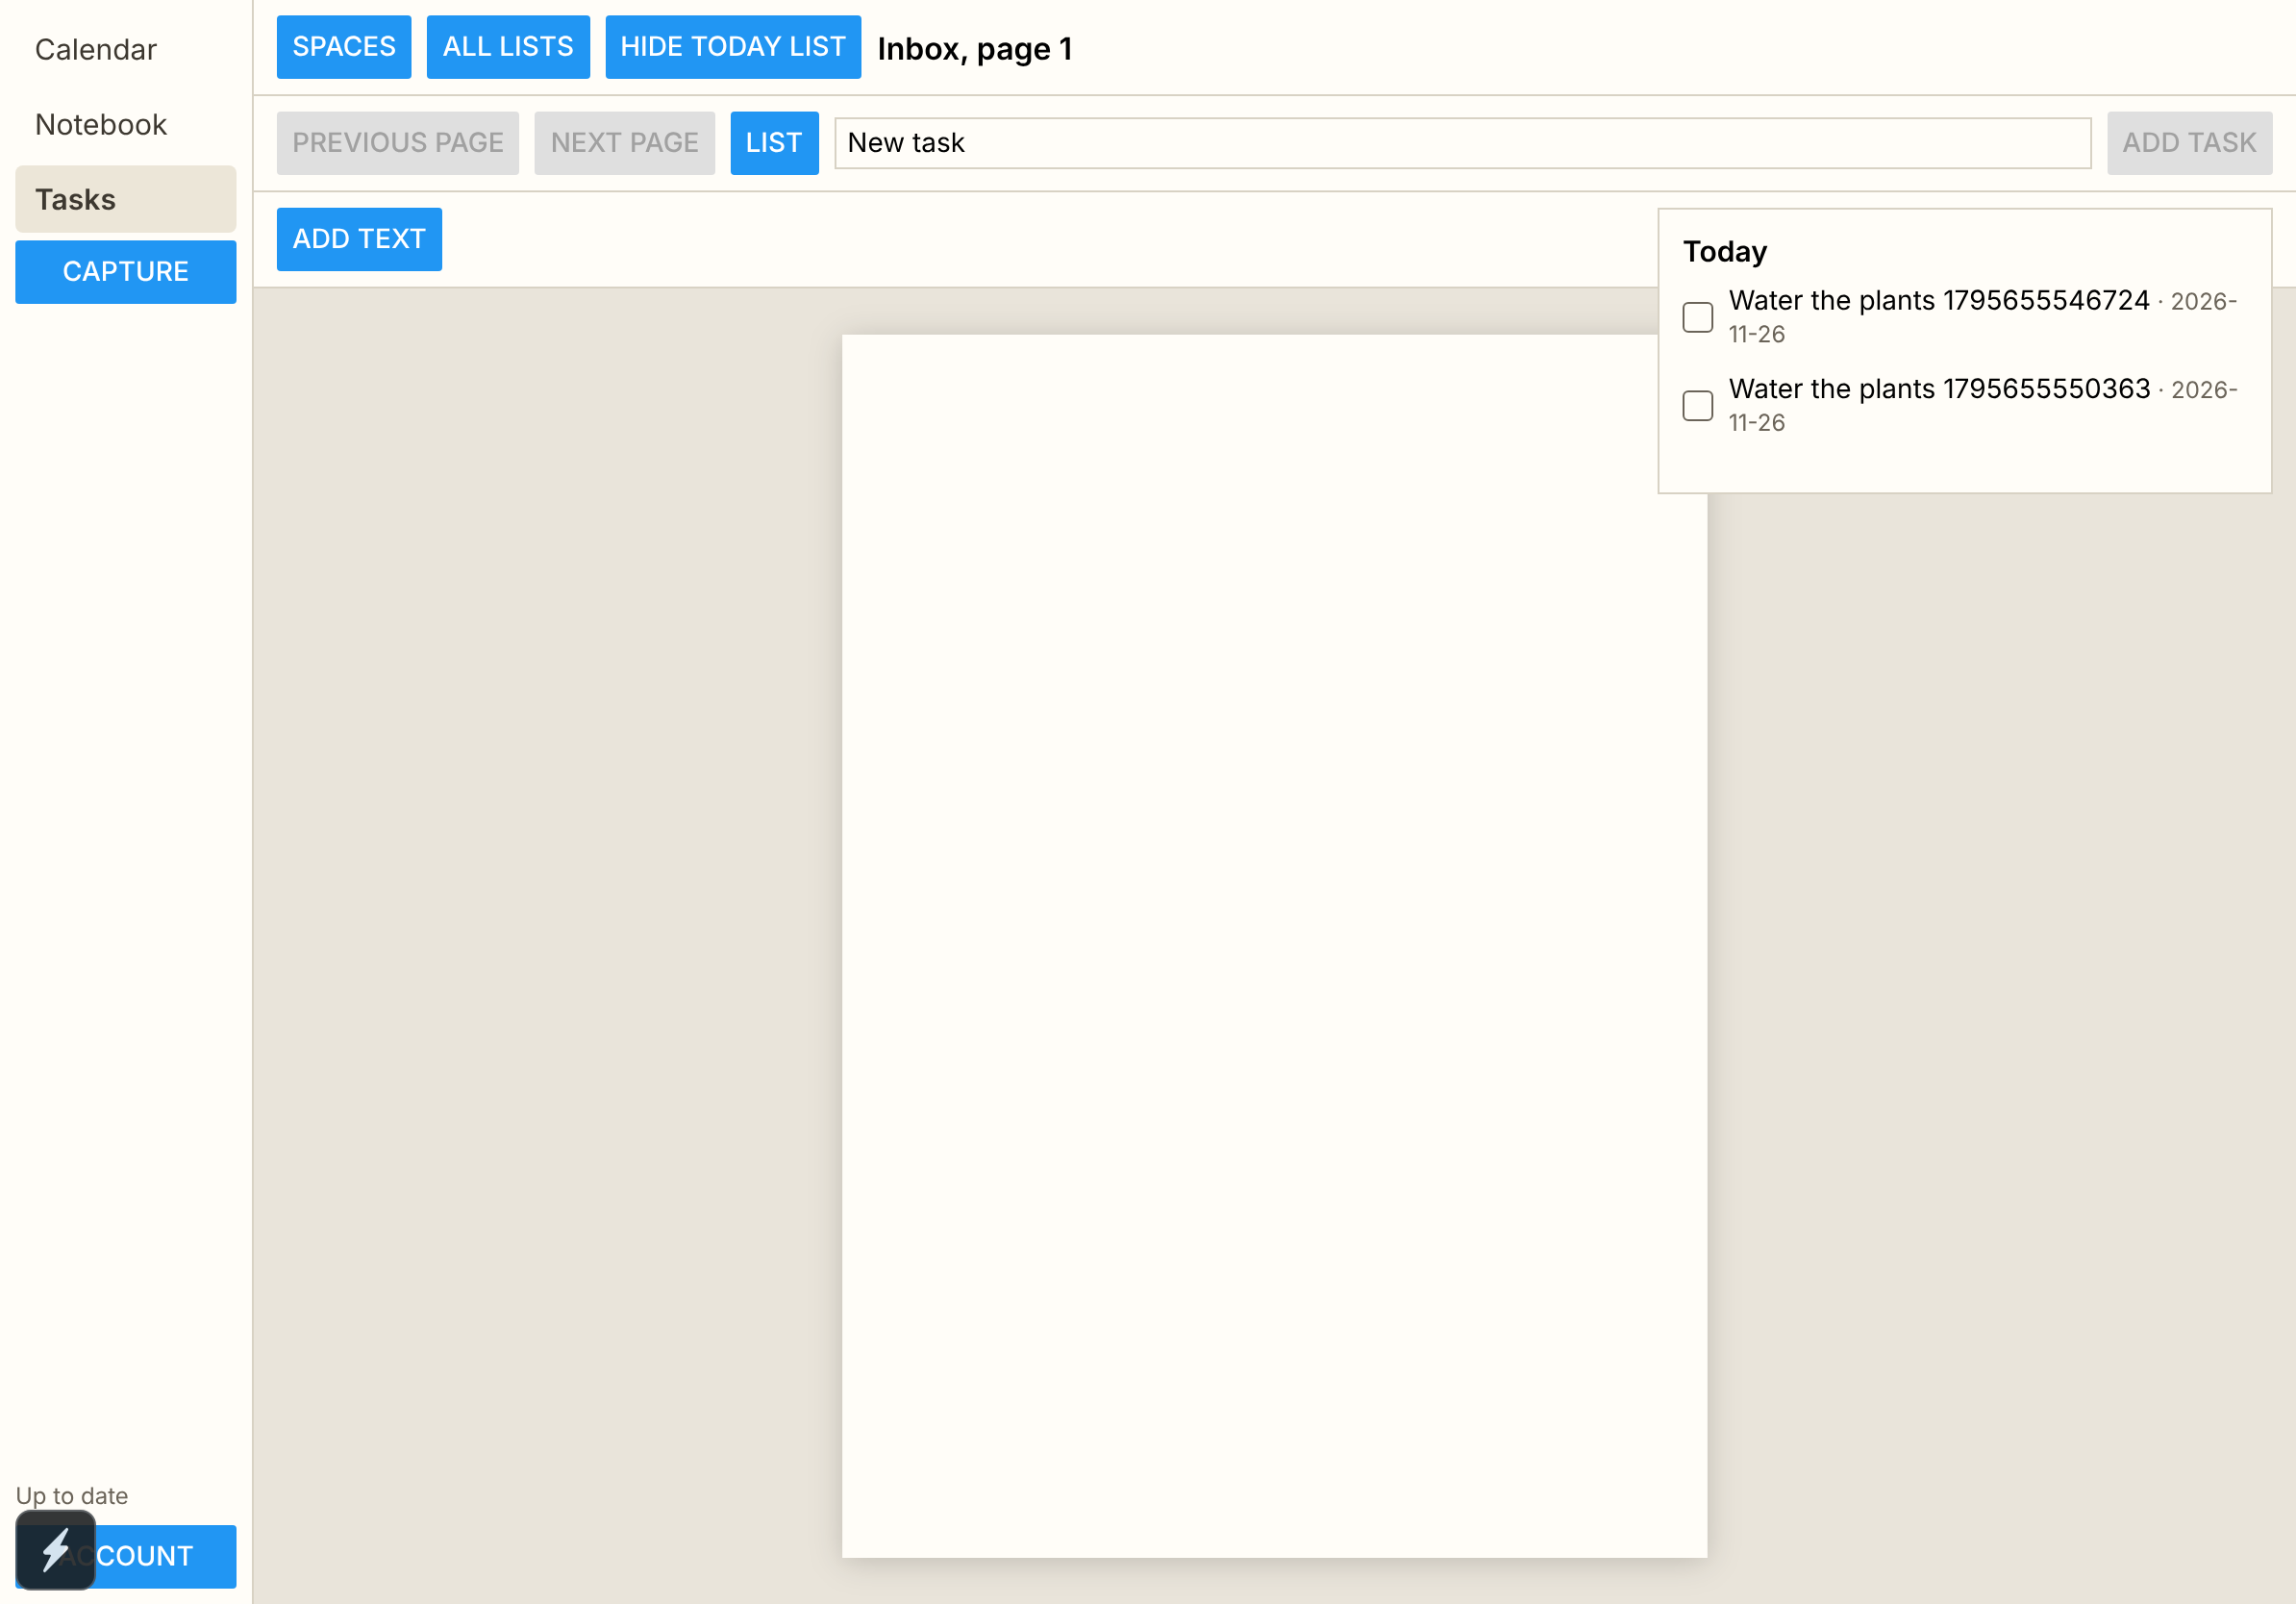 Calendar
Notebook
Tasks
CAPTURE
SPACES
ALL LISTS
HIDE TODAY LIST
Inbox, page 1
PREVIOUS PAGE
NEXT PAGE
LIST
New task
ADD TASK
ADD TEXT
Today
Water the plants 1795655546724 · 2026-
11-26
Water the plants 1795655550363 · 2026-
11-26
Up to date
ACCOUNT